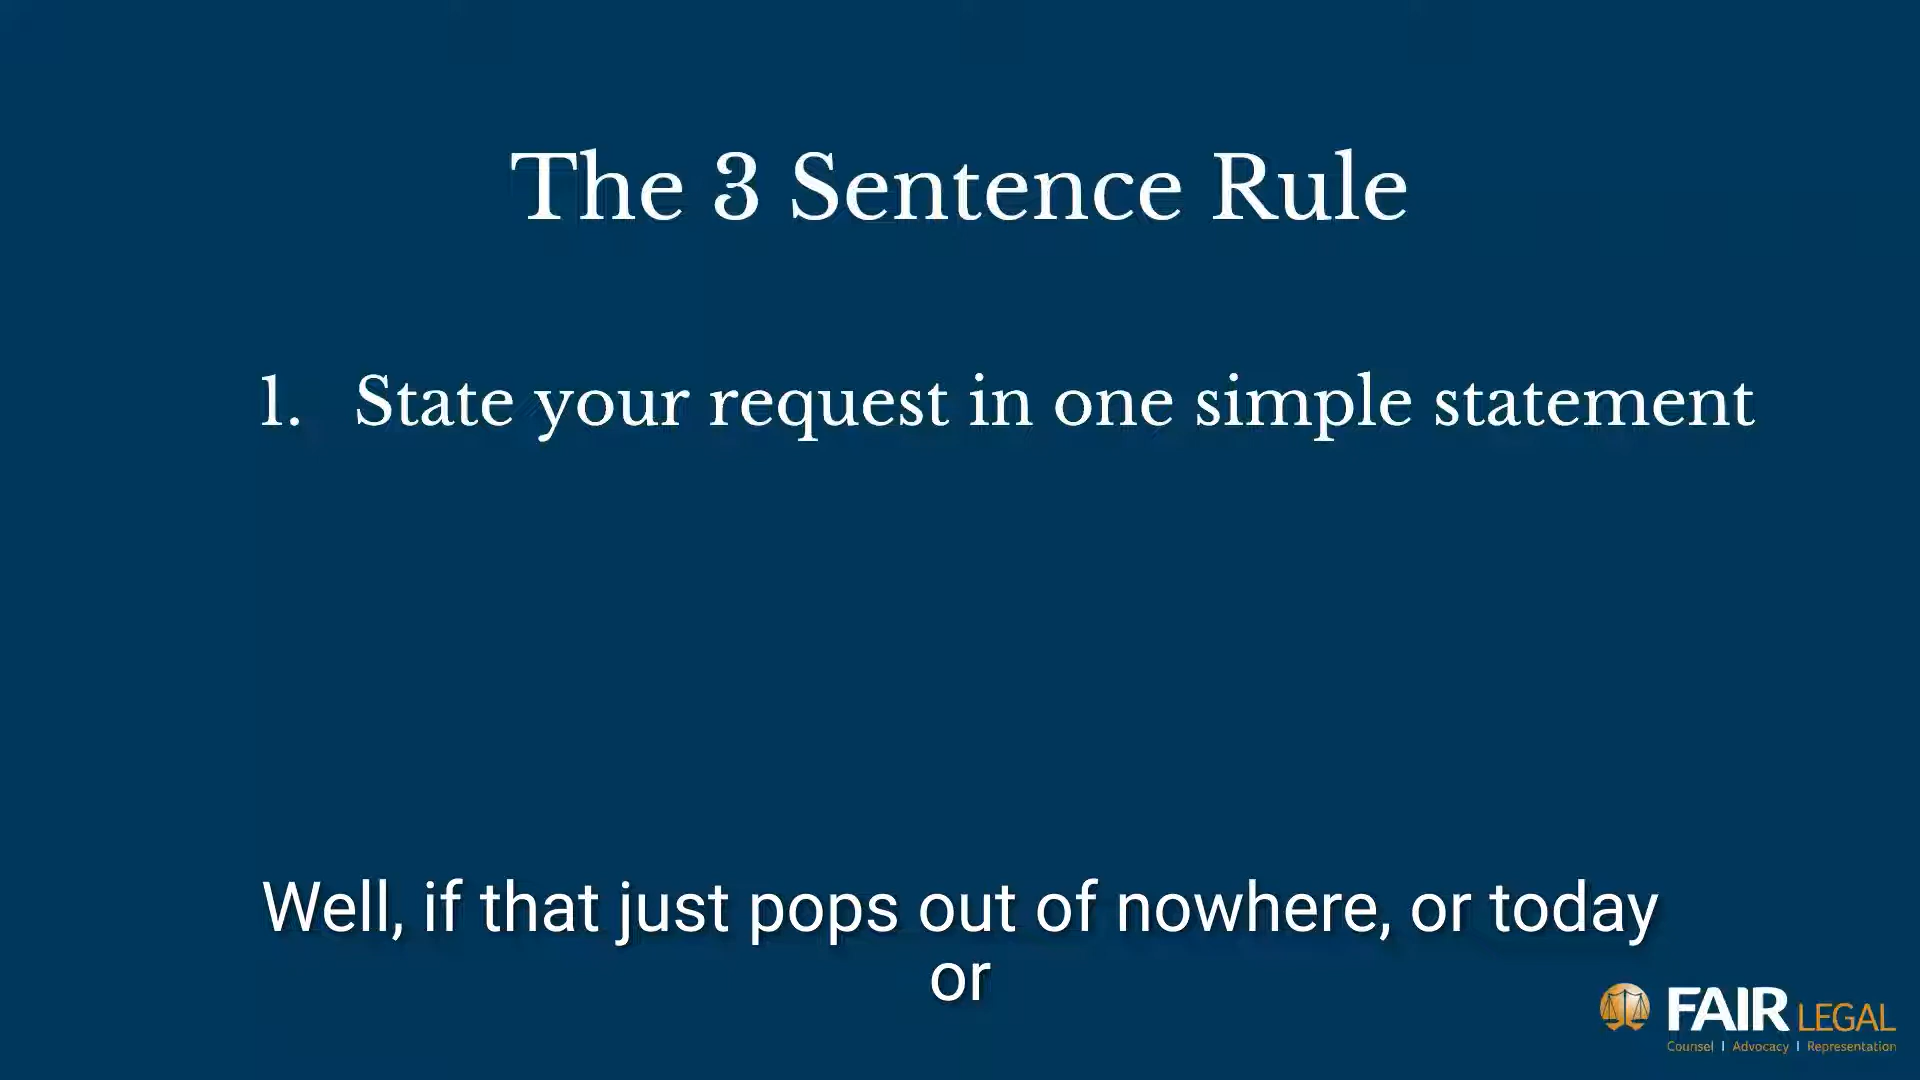 The 3 Sentence Rule
1. State your request in one simple statement
Well, if that just pops out of nowhere, or today
or
FAIR LEGAL
Counsel | Advocacy | Representation